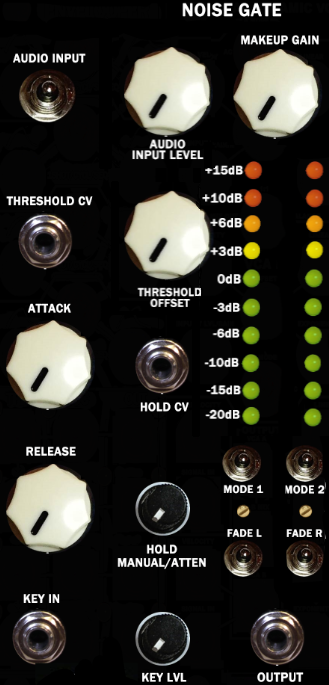 NOISE GATE
AUDIO INPUT
MAKEUP GAIN
AUDIO
INPUT LEVEL
+15dB
THRESHOLD CV
+10dB
+6dB
+3dB
THRESHOLD
OFFSET
0dB
ATTACK
-3dB
-6dB
-10dB
HOLD CV
-15dB
-20dB
RELEASE
MODE 1
MODE 2
HOLD
MANUAL/ATTEN
FADE L
FADE R
KEY IN
KEY LVL
OUTPUT